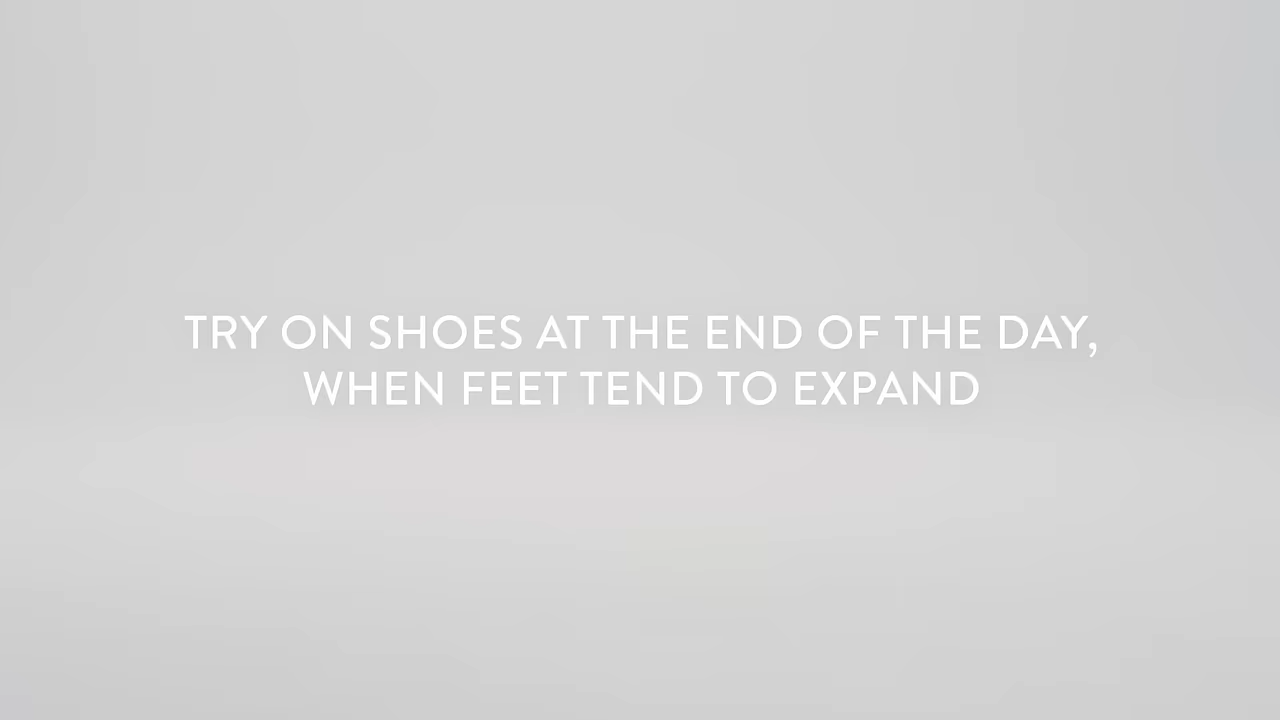 TRY ON SHOES AT THE END OF THE DAY,
WHEN FEET TEND TO EXPAND